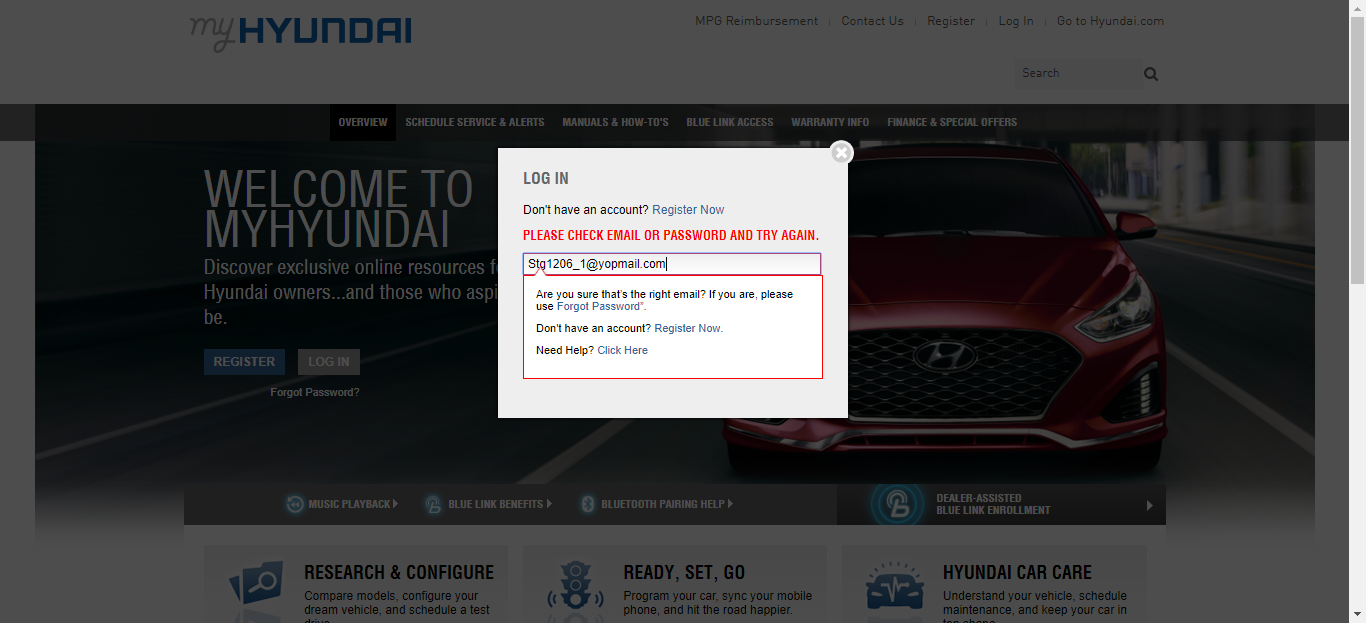 myHYUNDAI
MPG Reimbursement | Contact Us | Register | Log In | Go to Hyundai.com
Search
OVERVIEW SCHEDULE SERVICE & ALERTS MANUALS & HOW-TO'S BLUE LINK ACCESS WARRANTY INFO FINANCE & SPECIAL OFFERS
WELCOME TO
MYHYUNDAI
Discover exclusive online resources f
Hyundai owners...and those who aspi
be.
REGISTER LOG IN
Forgot Password?
LOG IN
Don't have an account? Register Now
PLEASE CHECK EMAIL OR PASSWORD AND TRY AGAIN.
Stg1206_1@yopmail.com
Are you sure that's the right email? If you are, please
use Forgot Password".
Don't have an account? Register Now.
Need Help? Click Here
MUSIC PLAYBACK BLUE LINK BENEFITS BLUETOOTH PAIRING HELP
DEALER-ASSISTED
BLUE LINK ENROLLMENT
RESEARCH & CONFIGURE
Compare models, configure your
dream vehicle, and schedule a test
drive.
READY, SET, GO
Program your car, sync your mobile
phone, and hit the road happier.
HYUNDAI CAR CARE
Understand your vehicle, schedule
maintenance, and keep your car in
top shape.